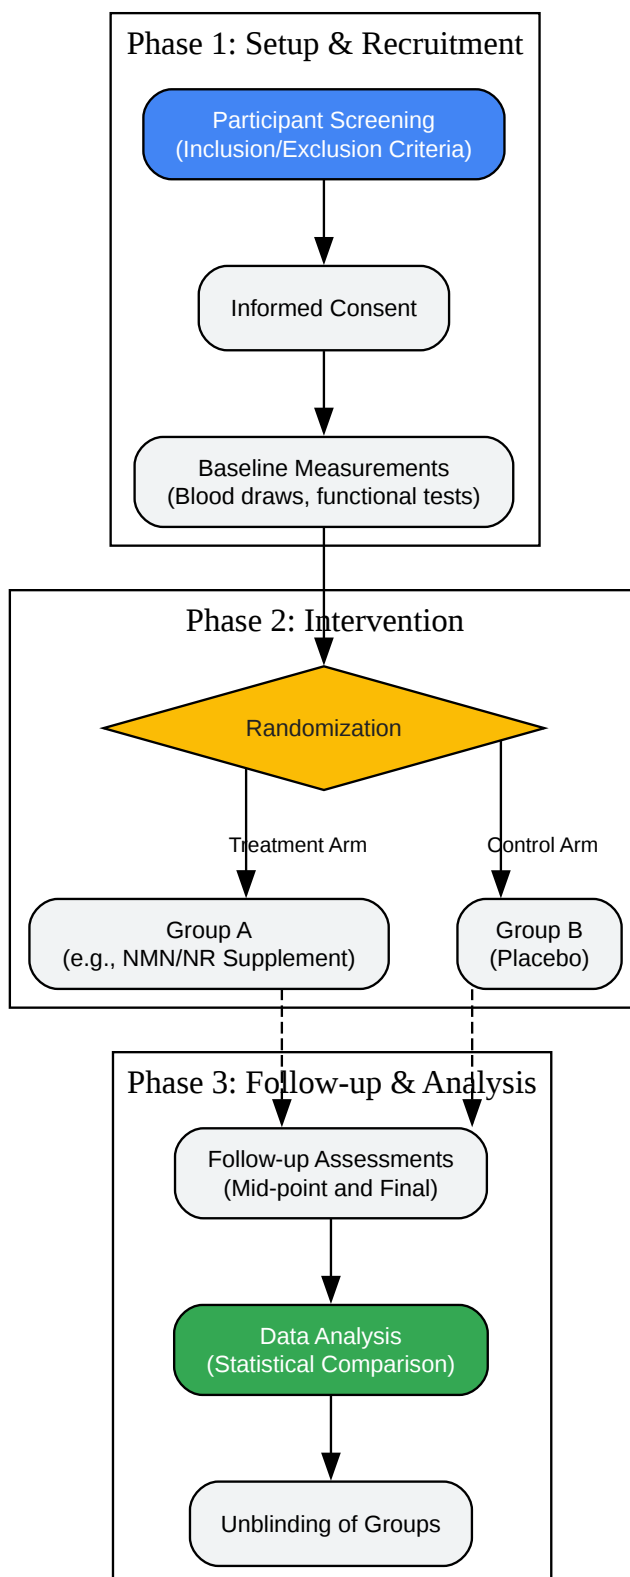 Phase 1: Setup & Recruitment
Participant Screening
(Inclusion/Exclusion Criteria)
Informed Consent
Baseline Measurements
(Blood draws, functional tests)
Phase 2: Intervention
Randomization
Treatment Arm
Control Arm
Group A
(e.g., NMN/NR Supplement)
Group B
(Placebo)
Phase 3: Follow-up & Analysis
Follow-up Assessments
(Mid-point and Final)
Data Analysis
(Statistical Comparison)
Unblinding of Groups